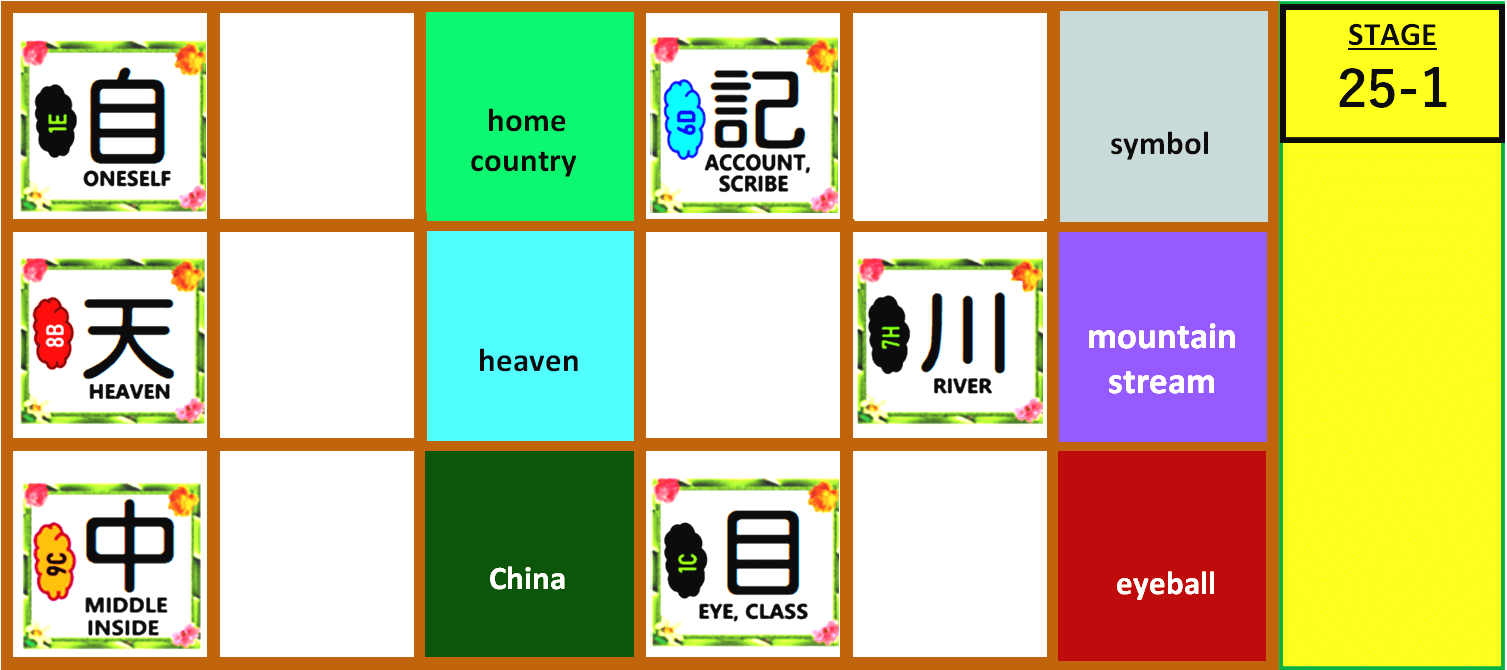 1E
自
ONESELF
home
country
6D
記
ACCOUNT,
SCRIBE
symbol
STAGE
25-1
8B
天
HEAVEN
heaven
7H
川
RIVER
mountain
stream
9C
中
MIDDLE
INSIDE
China
1C
目
EYE, CLASS
eyeball